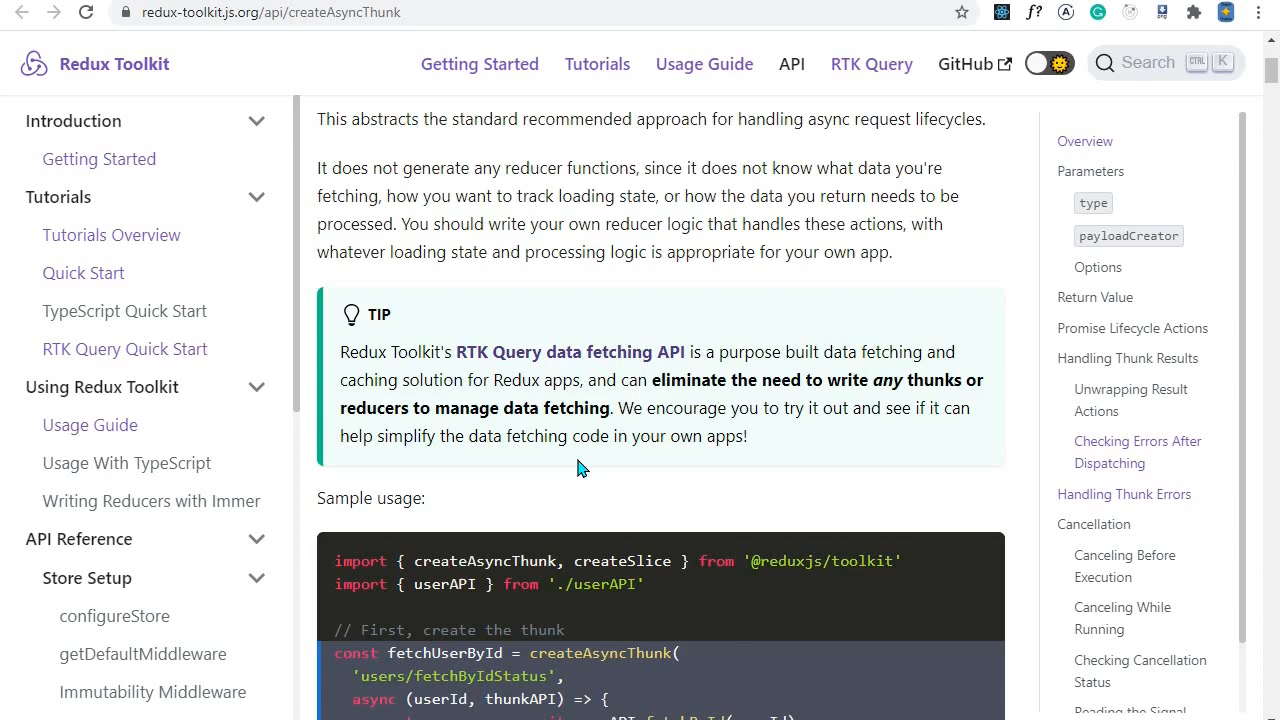 redux-toolkit.js.org/api/createAsyncThunk
Redux Toolkit
Getting Started
Tutorials
Usage Guide
API
RTK Query
GitHub
Search
CTRL
K
Introduction
Getting Started
Tutorials
Tutorials Overview
Quick Start
TypeScript Quick Start
RTK Query Quick Start
Using Redux Toolkit
Usage Guide
Usage With TypeScript
Writing Reducers with Immer
API Reference
Store Setup
configureStore
getDefaultMiddleware
Immutability Middleware
This abstracts the standard recommended approach for handling async request lifecycles.
It does not generate any reducer functions, since it does not know what data you're
fetching, how you want to track loading state, or how the data you return needs to be
processed. You should write your own reducer logic that handles these actions, with
whatever loading state and processing logic is appropriate for your own app.
TIP
Redux Toolkit's RTK Query data fetching API is a purpose built data fetching and
caching solution for Redux apps, and can eliminate the need to write any thunks or
reducers to manage data fetching. We encourage you to try it out and see if it can
help simplify the data fetching code in your own apps!
Sample usage:
import { createAsyncThunk, createSlice } from '@reduxjs/toolkit'
import { userAPI } from './userAPI'
// First, create the thunk
const fetchUserById = createAsyncThunk(
'users/fetchByIdStatus',
async (userId, thunkAPI) => {
Overview
Parameters
type
payloadCreator
Options
Return Value
Promise Lifecycle Actions
Handling Thunk Results
Unwrapping Result
Actions
Checking Errors After
Dispatching
Handling Thunk Errors
Cancellation
Canceling Before
Execution
Canceling While
Running
Checking Cancellation
Status
Reading the Signal